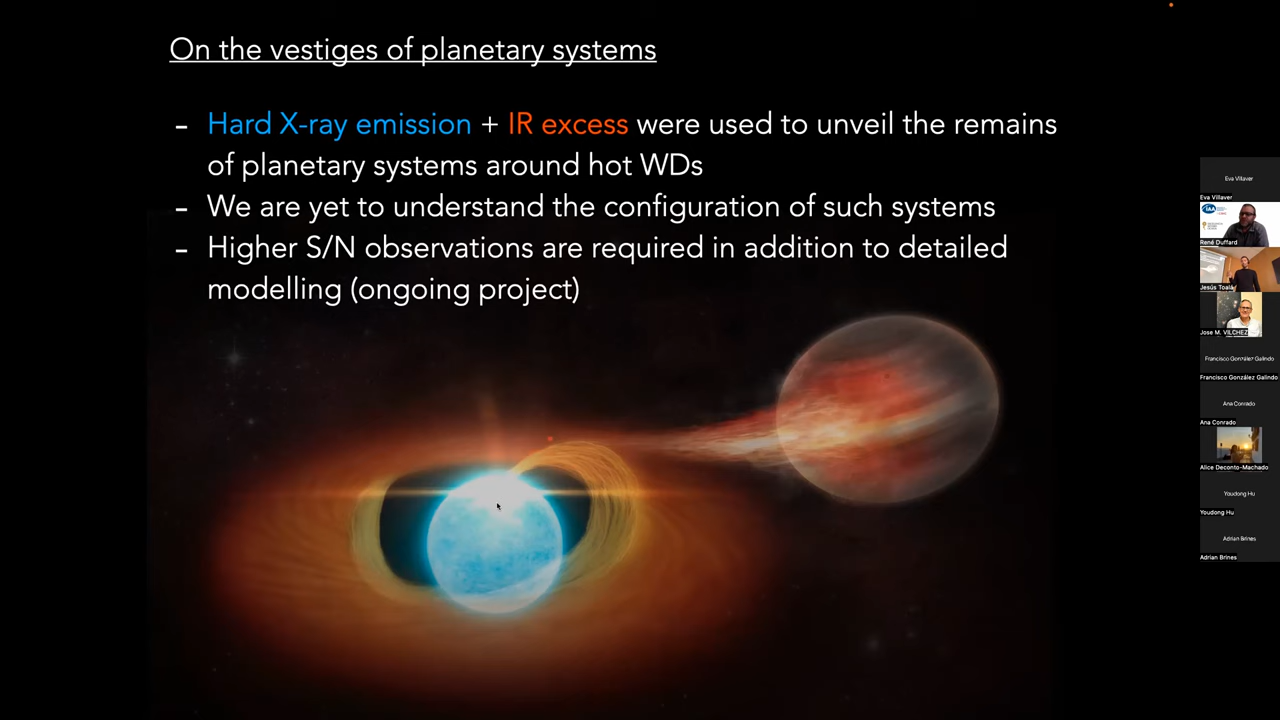 On the vestiges of planetary systems
- Hard X-ray emission + IR excess were used to unveil the remains
of planetary systems around hot WDs
- We are yet to understand the configuration of such systems
- Higher S/N observations are required in addition to detailed
modelling (ongoing project)
Eva Villaver
Eva Villaver
iAA
René Duffard
Jesús Toalá
Jose M. VILCHEZ
Francisco González Galindo
Francisco González Galindo
Ana Conrado
Ana Conrado
Alice Deconto-Machado
Youdong Hu
Youdong Hu
Adrian Brines
Adrian Brines